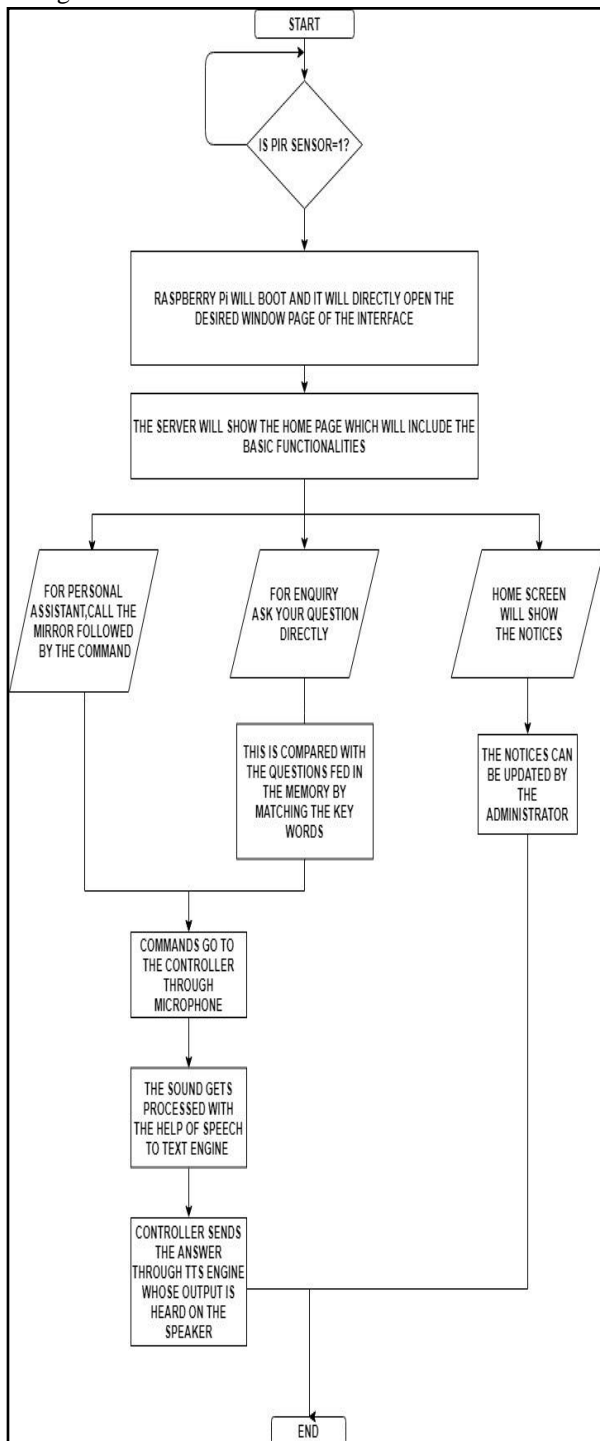 START
IS PIR SENSOR=1?
RASPBERRY Pi WILL BOOT AND IT WILL DIRECTLY OPEN THE
DESIRED WINDOW PAGE OF THE INTERFACE
THE SERVER WILL SHOW THE HOME PAGE WHICH WILL INCLUDE THE
BASIC FUNCTIONALITIES
FOR PERSONAL
ASSISTANT,CALL THE
MIRROR FOLLOWED
BY THE COMMAND
FOR ENQUIRY
ASK YOUR QUESTION
DIRECTLY
HOME SCREEN
WILL SHOW
THE NOTICES
THIS IS COMPARED WITH
THE QUESTIONS FED IN
THE MEMORY BY
MATCHING THE KEY
WORDS
THE NOTICES CAN
BE UPDATED BY
THE
ADMINISTRATOR
COMMANDS GO TO
THE CONTROLLER
THROUGH
MICROPHONE
THE SOUND GETS
PROCESSED WITH
THE HELP OF SPEECH
TO TEXT ENGINE
CONTROLLER SENDS
THE ANSWER
THROUGH TTS ENGINE
WHOSE OUTPUT IS
HEARD ON THE
SPEAKER
END